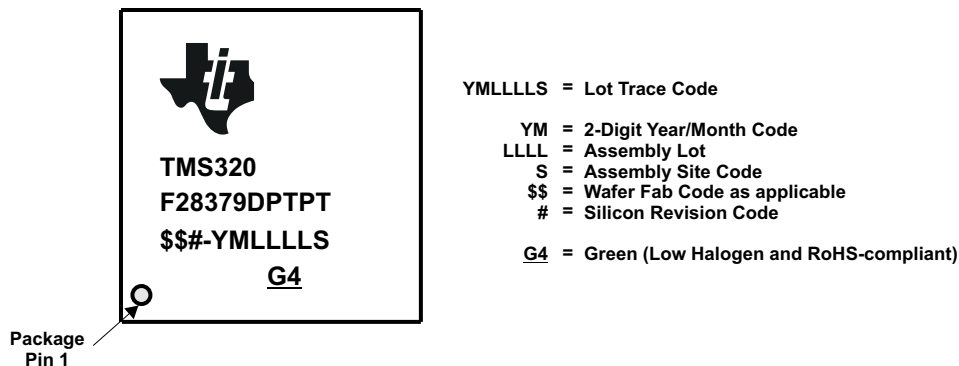 TMS320
F28379DPTPT
$$#-YMLLLLS
G4
Package
Pin 1
YMLLLLS = Lot Trace Code
YM = 2-Digit Year/Month Code
LLLL = Assembly Lot
S = Assembly Site Code
$$ = Wafer Fab Code as applicable
# = Silicon Revision Code
G4 = Green (Low Halogen and RoHS-compliant)